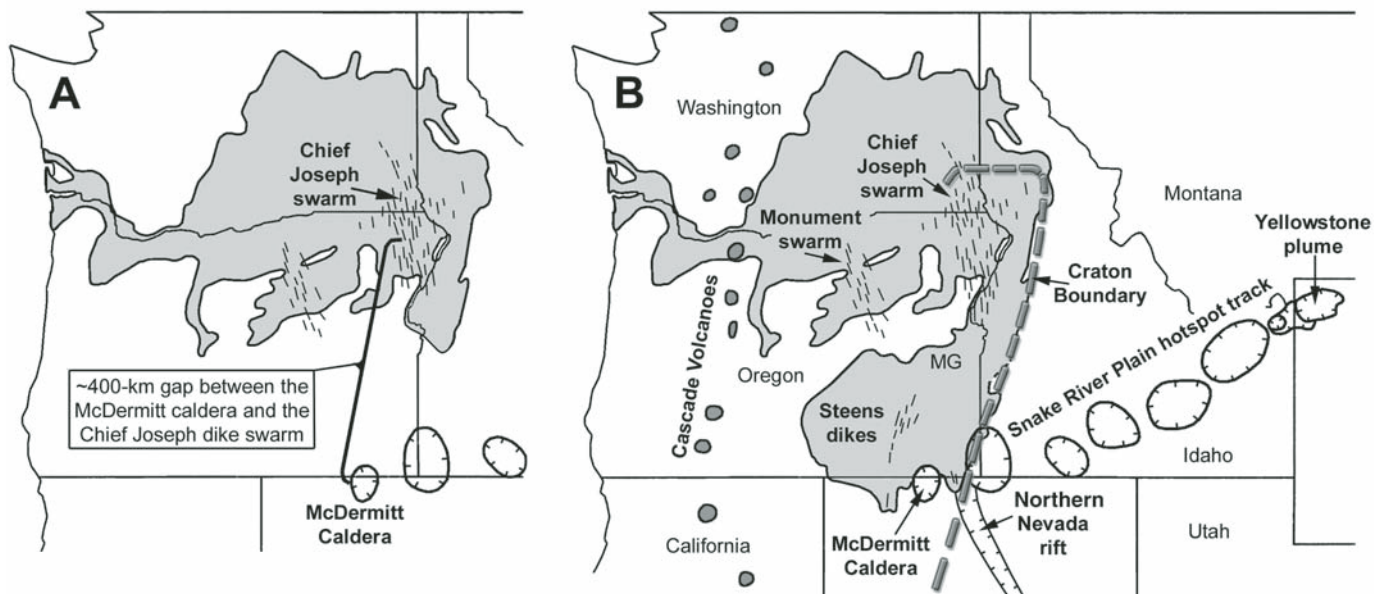 A
Chief
Joseph
swarm
~400-km gap between the
McDermitt caldera and the
Chief Joseph dike swarm
McDermitt
Caldera
B
Washington
Chief
Joseph
swarm
Monument
swarm
Montana
Yellowstone
plume
Craton
Boundary
Cascade Volcanoes
Oregon
MG
Steens
dikes
Snake River Plain hotspot track
Idaho
Northern
Nevada
rift
Utah
McDermitt
Caldera
California